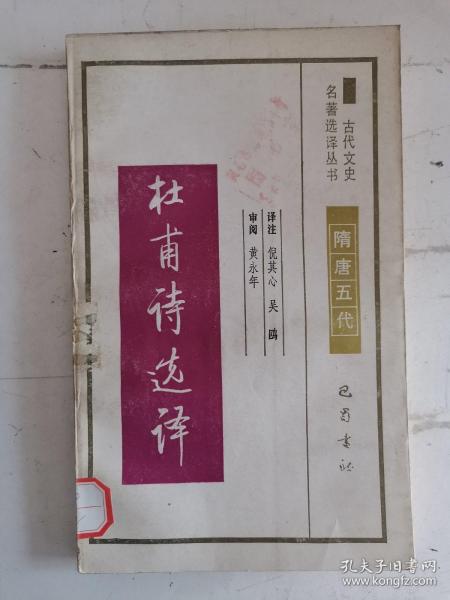 古代文史
名著选译丛书
隋唐五代
巴蜀书社
译注 倪其心 吴鸥
审阅 黄永年
杜甫诗选译
孔夫子旧书网
www.kongfz.com